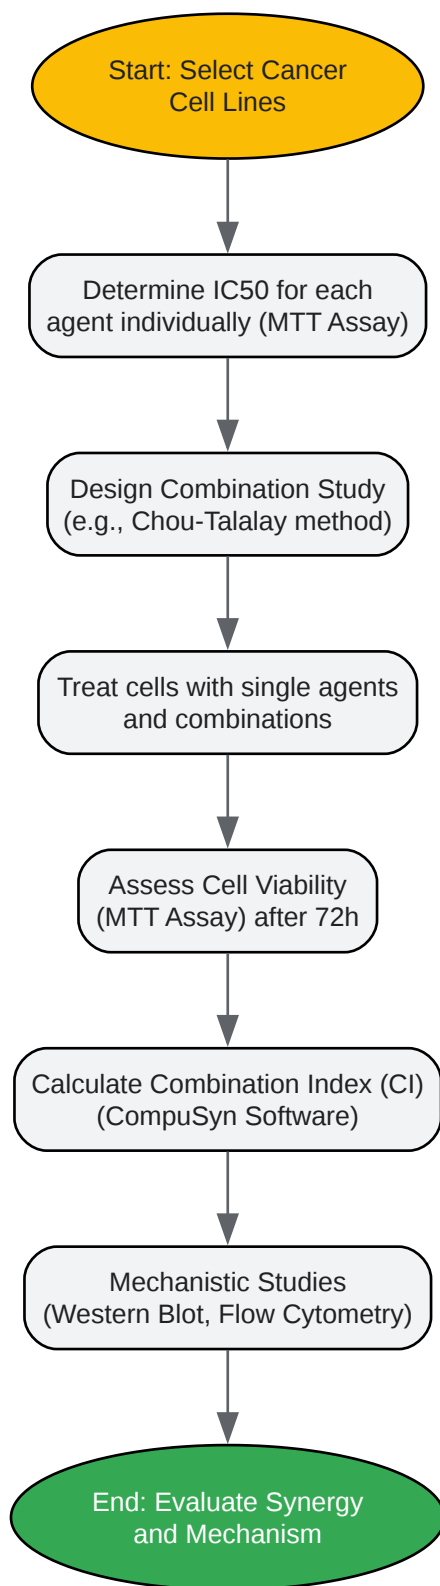 Start: Select Cancer
Cell Lines
Determine IC50 for each
agent individually (MTT Assay)
Design Combination Study
(e.g., Chou-Talalay method)
Treat cells with single agents
and combinations
Assess Cell Viability
(MTT Assay) after 72h
Calculate Combination Index (CI)
(CompuSyn Software)
Mechanistic Studies
(Western Blot, Flow Cytometry)
End: Evaluate Synergy
and Mechanism